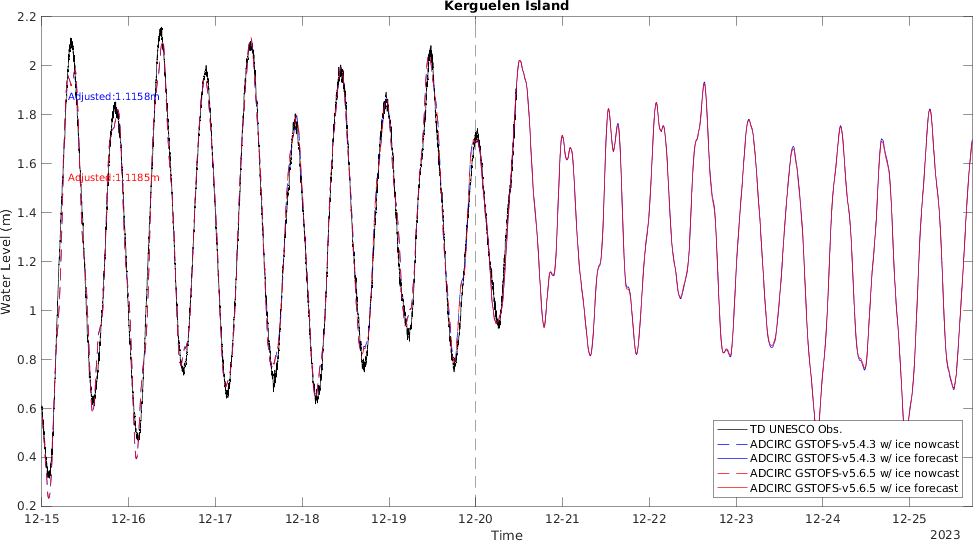 Kerguelen Island
2.2
2
1.8
1.6
1.4
1.2
1
0.8
0.6
0.4
0.2
Water Level (m)
Adjusted:1.1158m
Adjusted:1.1185m
TD UNESCO Obs.
ADCIRC GSTOFS-v5.4.3 w/ ice nowcast
ADCIRC GSTOFS-v5.4.3 w/ ice forecast
ADCIRC GSTOFS-v5.6.5 w/ ice nowcast
ADCIRC GSTOFS-v5.6.5 w/ ice forecast
12-15 12-16 12-17 12-18 12-19 12-20 12-21 12-22 12-23 12-24 12-25
Time
2023